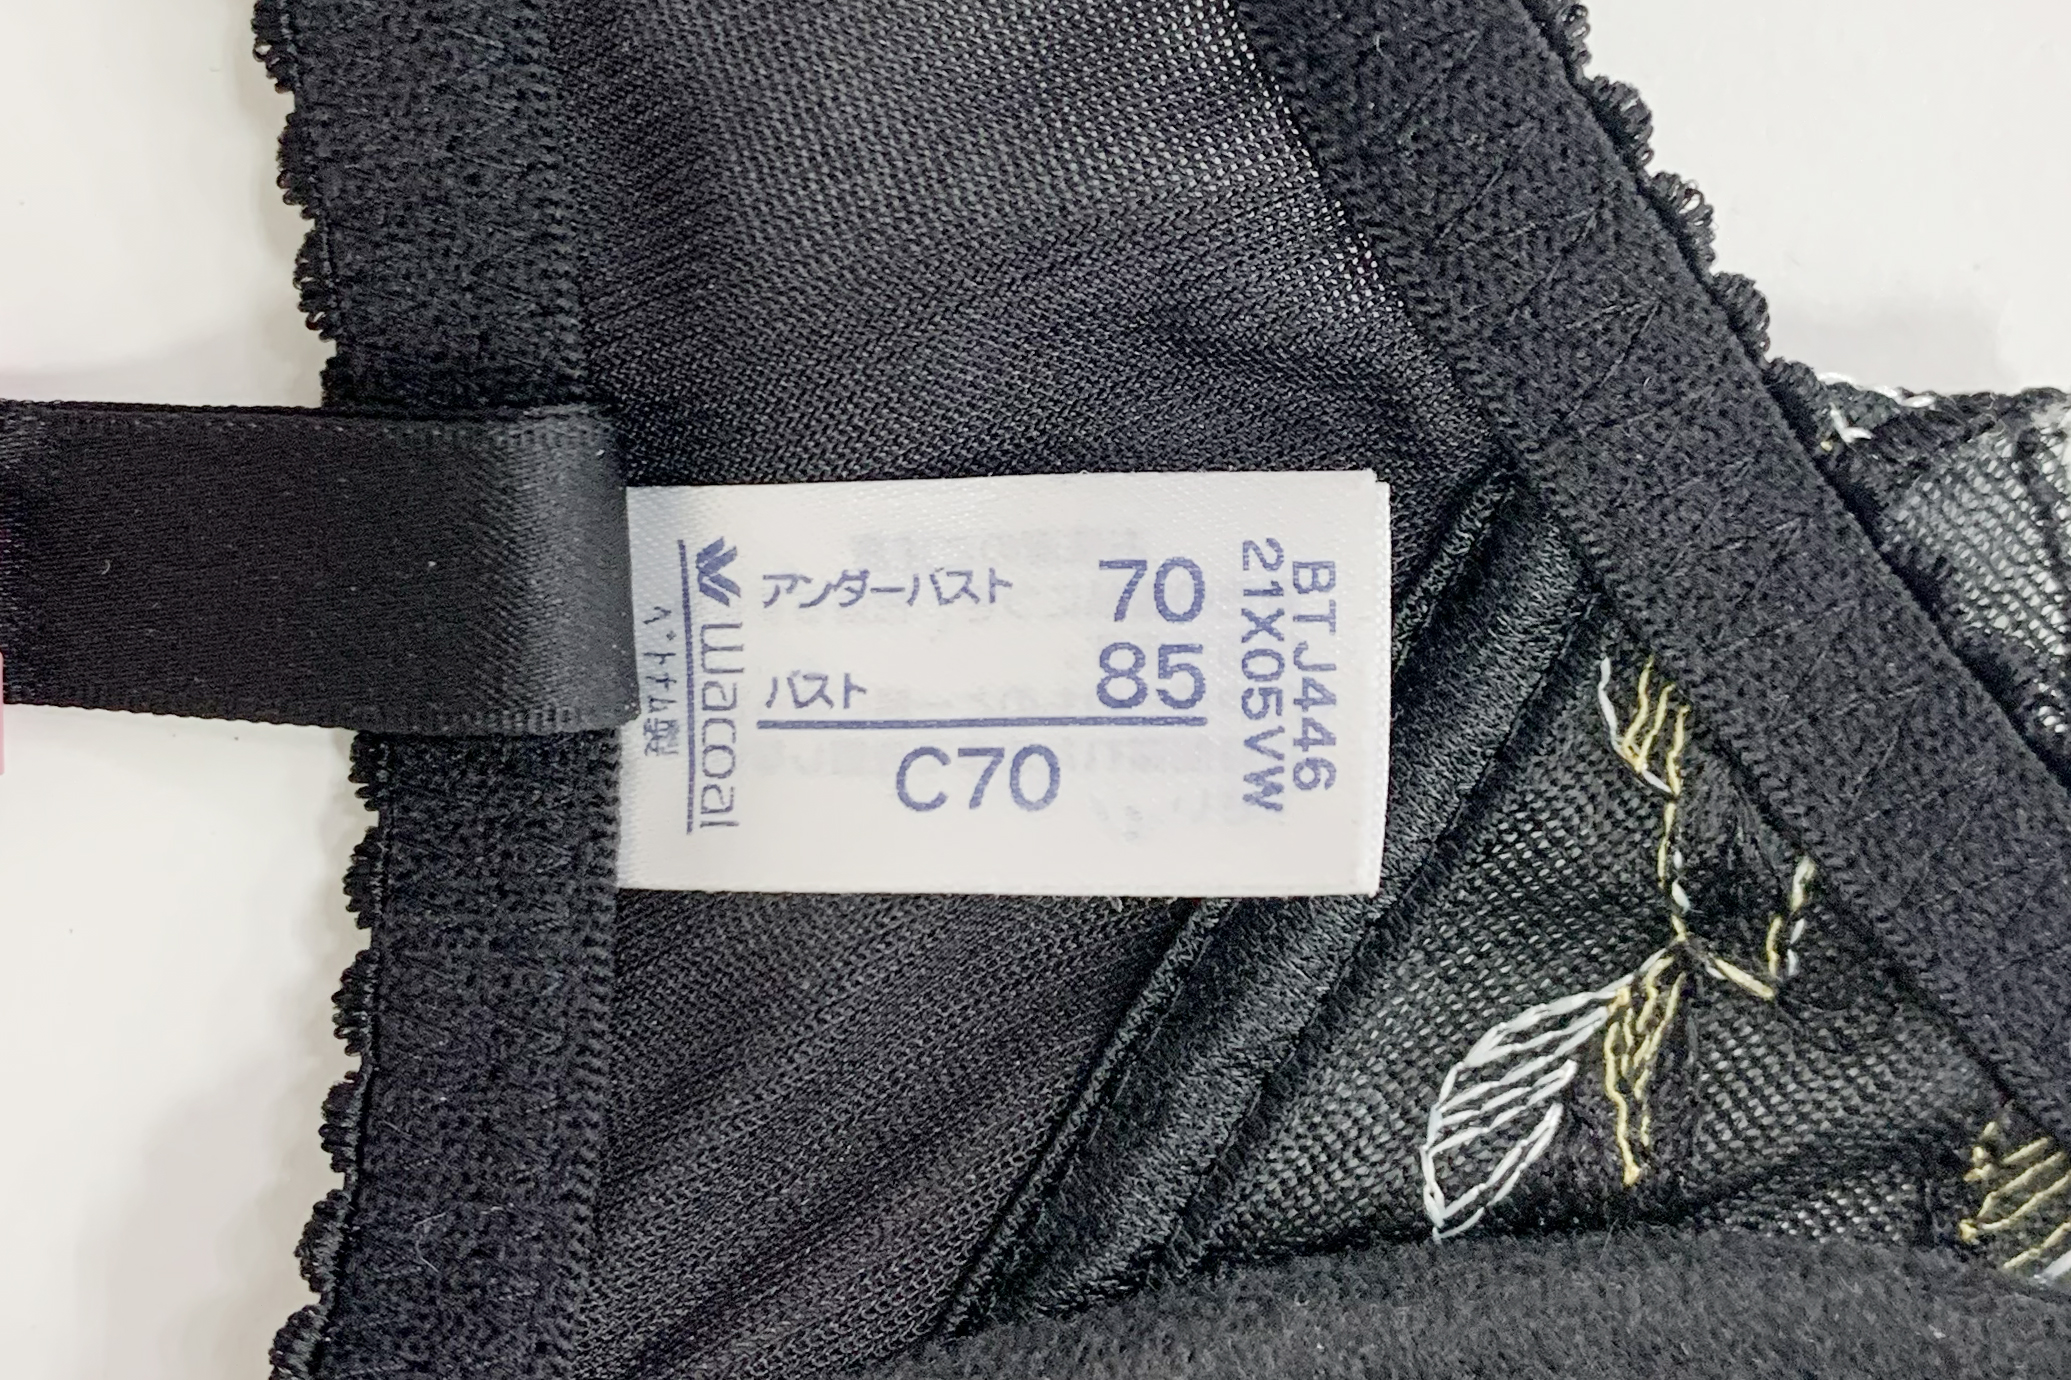 アンダーバスト 70
バスト 85
C70
BTJ446
21X05VW
Wacoal
ベトナム製